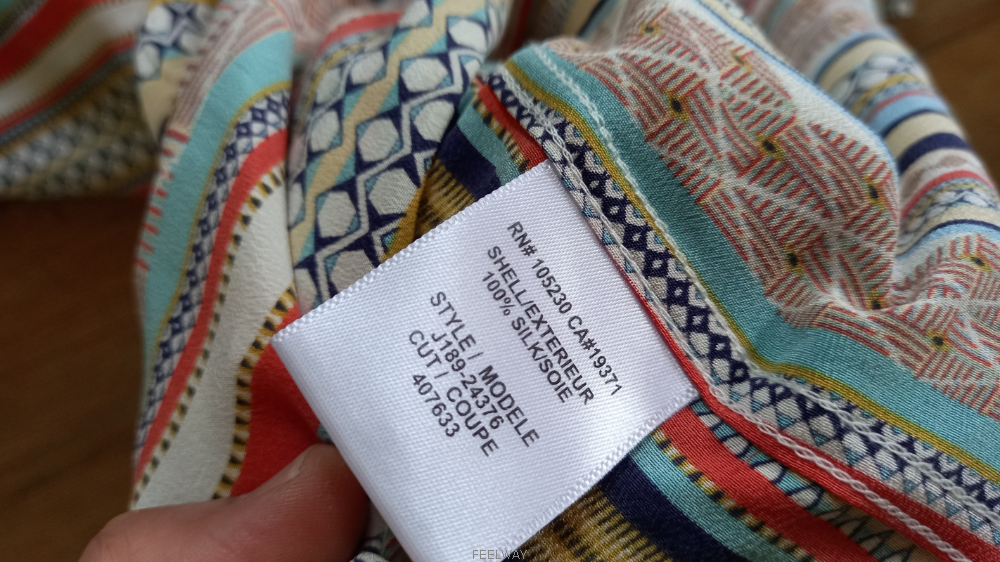 RN# 105230 CA#19371
SHELL/EXTERIEUR
100% SILK/SOIE
STYLE / MODELE
J189-24376
CUT / COUPE
407633
FEELWAY